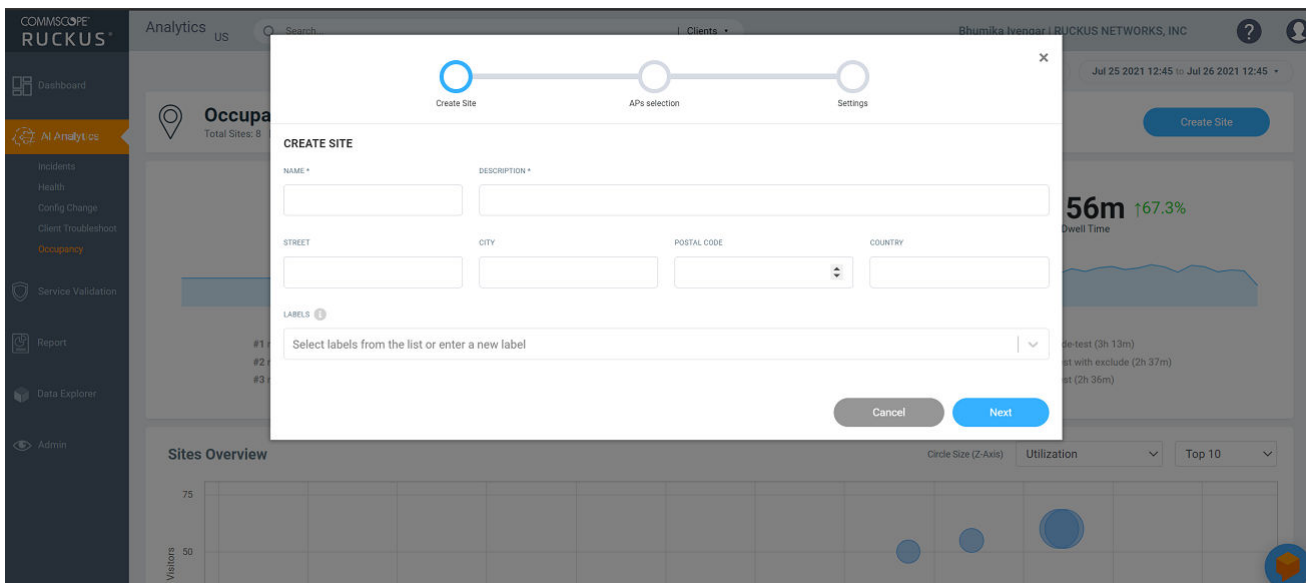 COMMSCOPE®
RUCKUS®
Analytics US
Search...
Clients
Bhumika Iyengar | RUCKUS NETWORKS, INC
?
Dashboard
AI Analytics
Incidents
Health
Config Change
Client Troubleshoot
Occupancy
Service Validation
Report
Data Explorer
Admin
Jul 25 2021 12:45 to Jul 26 2021 12:45
Occupa
Total Sites: 8
Create Site
×
Create Site
APs selection
Settings
CREATE SITE
NAME *
DESCRIPTION *
STREET
CITY
POSTAL CODE
COUNTRY
LABELS
Select labels from the list or enter a new label
Cancel
Next
56m ↑67.3%
Dwell Time
#1
#2
#3
de-test (3h 13m)
st with exclude (2h 37m)
st (2h 36m)
Sites Overview
Circle Size (Z-Axis)
Utilization
Top 10
75
50
Visitors